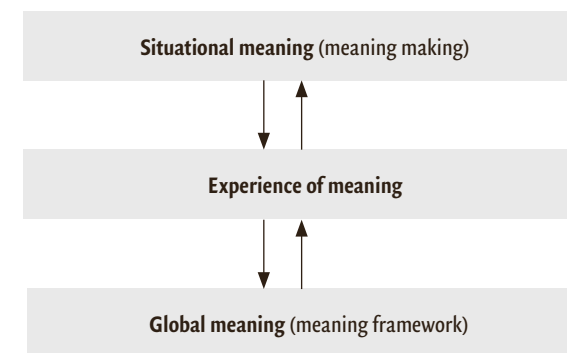 Situational meaning (meaning making)
Experience of meaning
Global meaning (meaning framework)